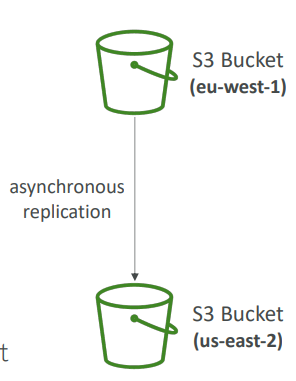 S3 Bucket
(eu-west-1)
asynchronous
replication
S3 Bucket
(us-east-2)
t